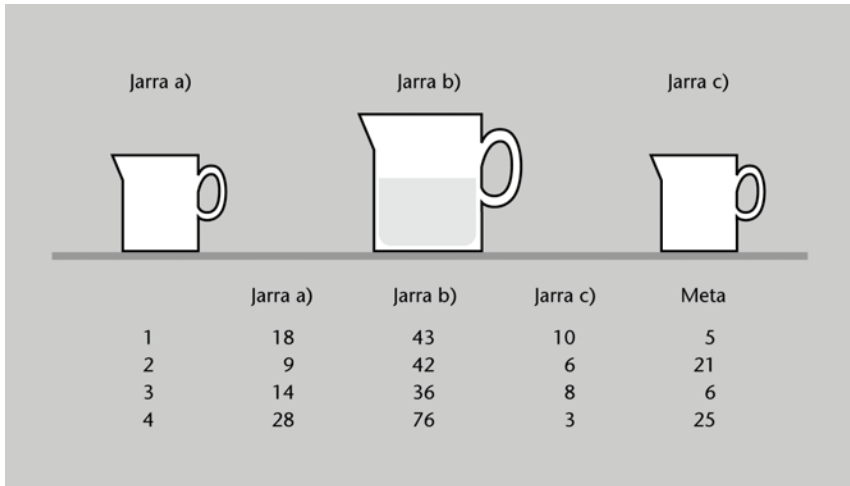 Jarra a) Jarra b) Jarra c)
Jarra a) Jarra b) Jarra c) Meta
1 18 43 10 5
2 9 42 6 21
3 14 36 8 6
4 28 76 3 25